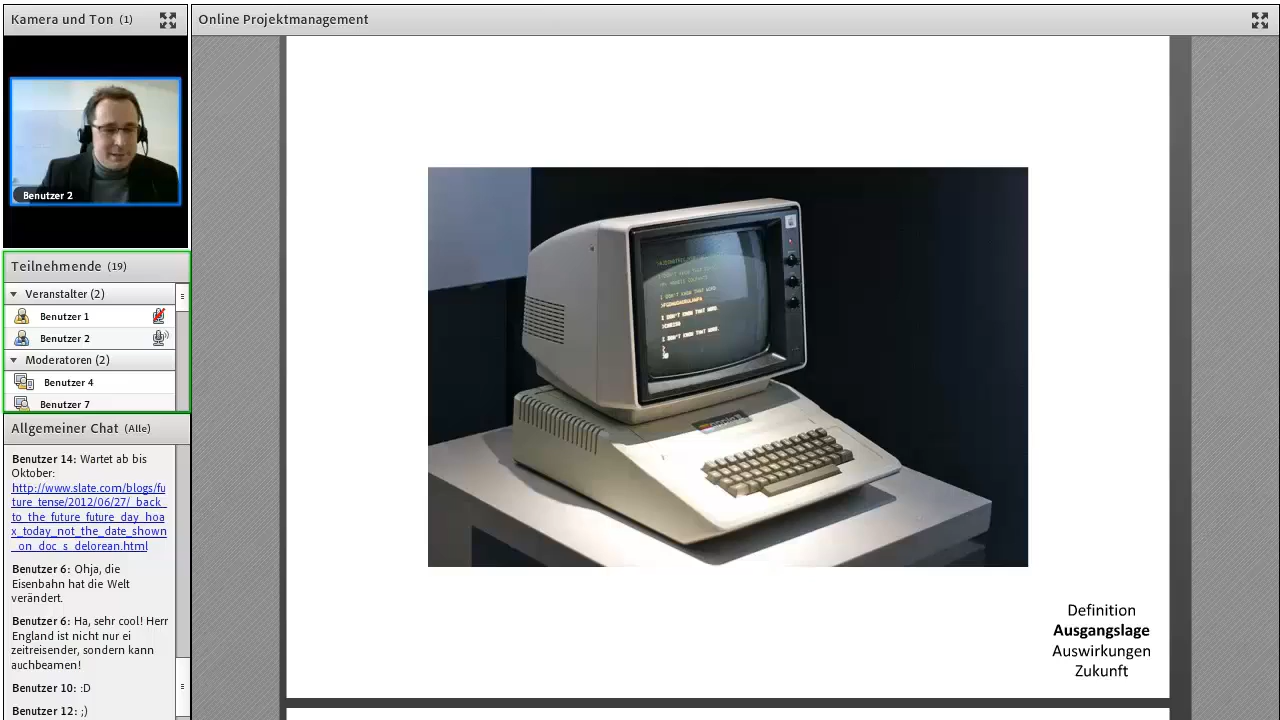 Kamera und Ton (1)
Benutzer 2
Teilnehmende (19)
Veranstalter (2)
Benutzer 1
Benutzer 2
Moderatoren (2)
Benutzer 4
Benutzer 7
Allgemeiner Chat (Alle)
Benutzer 14: Wartet ab bis
Oktober:
http://www.slate.com/blogs/fu
ture_tense/2012/06/27/_back_
to_the_future_future_day_hoa
x_today_not_the_date_shown
_on_doc_s_delorean.html
Benutzer 6: Ohja, die
Eisenbahn hat die Welt
verändert.
Benutzer 6: Ha, sehr cool! Herr
England ist nicht nur ei
zeitreisender, sondern kann
auchbeamen!
Benutzer 10: :D
Benutzer 12: ;)
Online Projektmanagement
I DON'T KNOW THAT WORD.
I DON'T KNOW THAT WORD.
I DON'T KNOW THAT WORD.
Definition
Ausgangslage
Auswirkungen
Zukunft